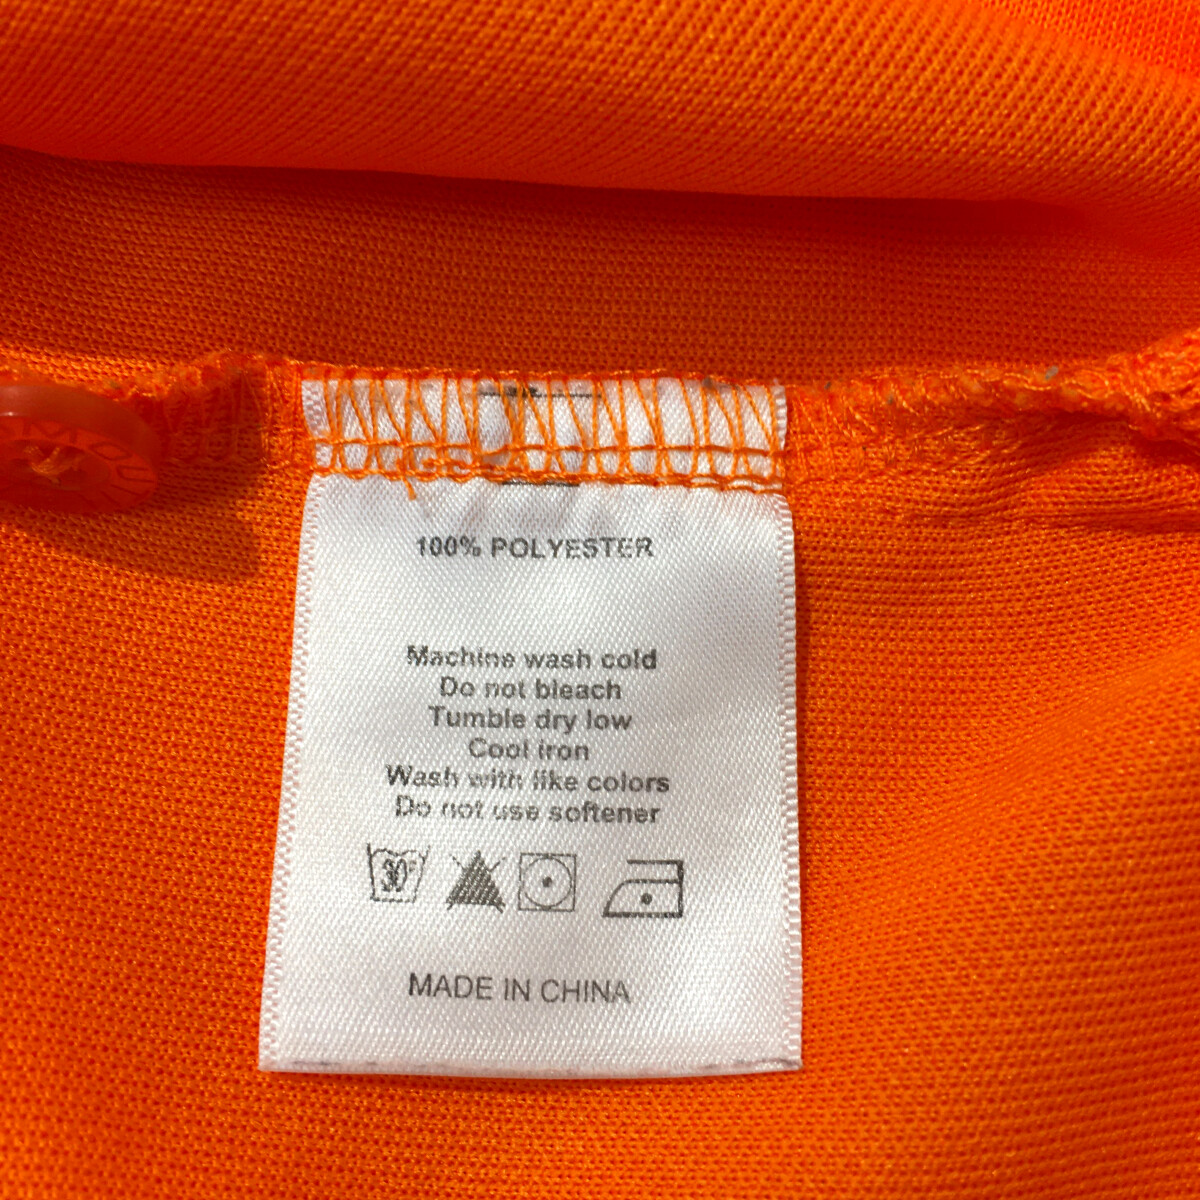 100% POLYESTER
Machine wash cold
Do not bleach
Tumble dry low
Cool iron
Wash with like colors
Do not use softener
30°
MADE IN CHINA